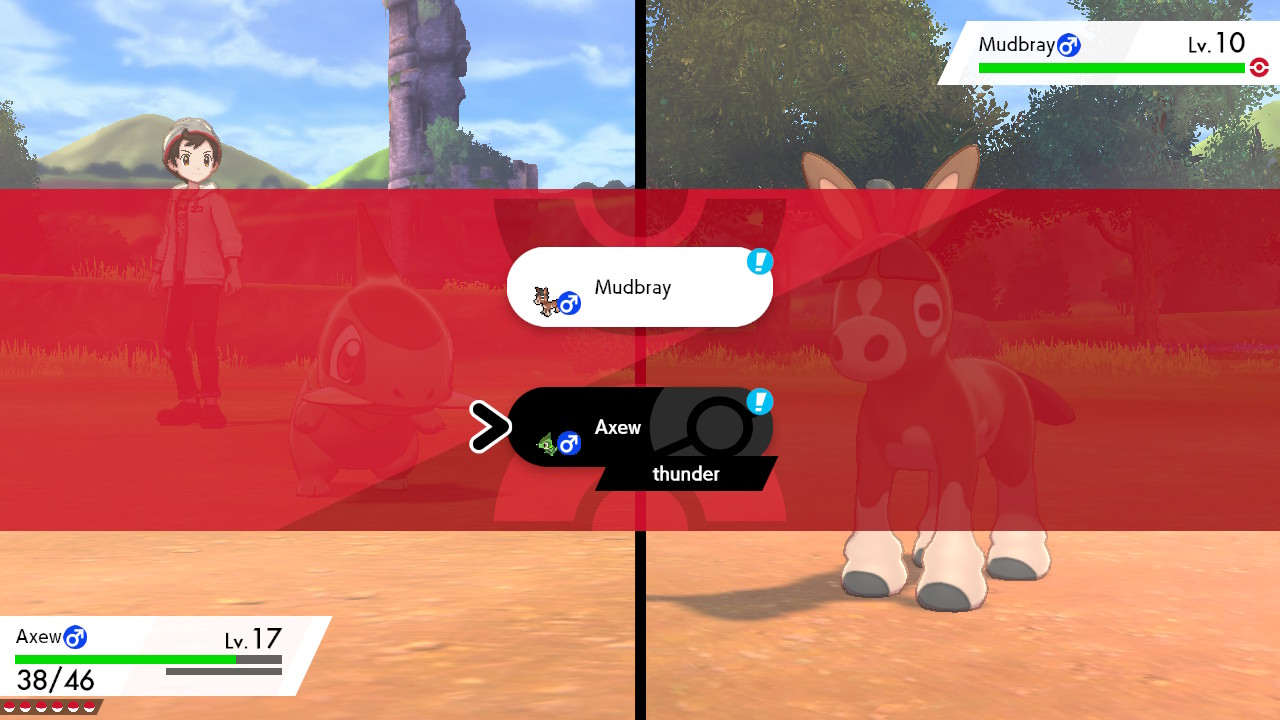 Mudbray♂ Lv. 10
!
Mudbray
♂
!
Axew
♂
thunder
Axew♂ Lv. 17
38/46